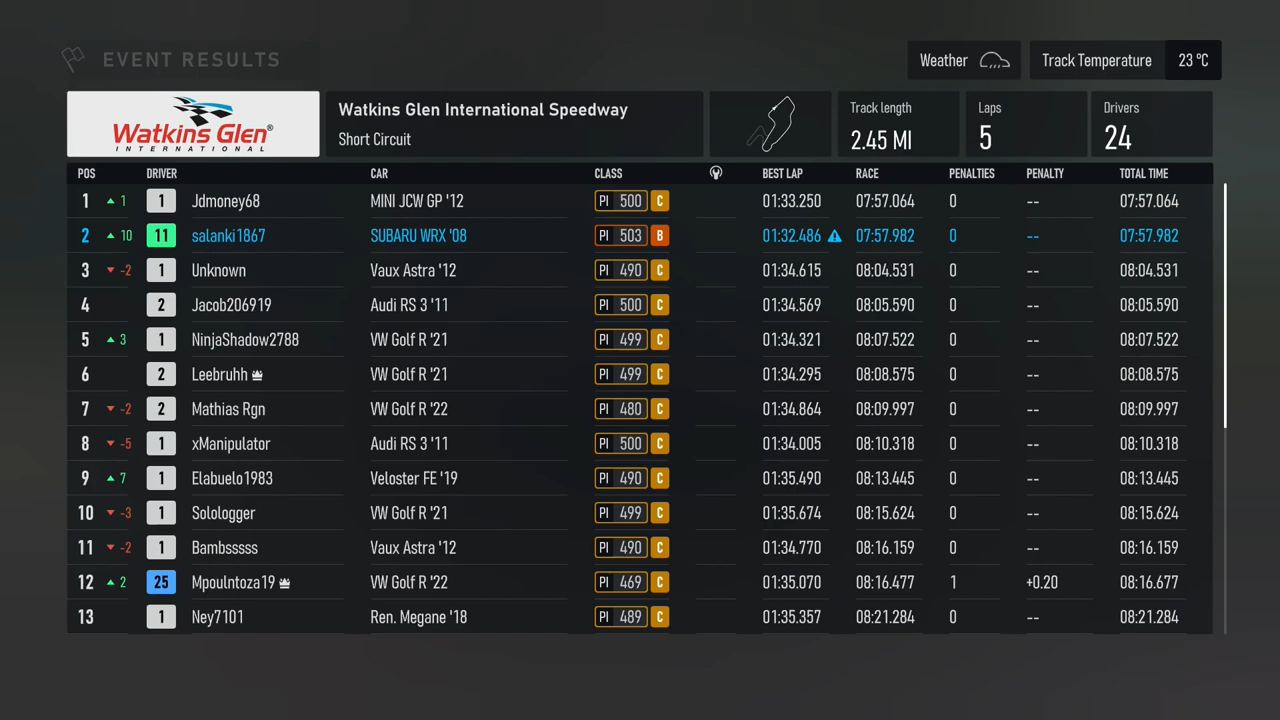 EVENT RESULTS Weather Track Temperature 23 °C
Watkins Glen®
INTERNATIONAL
Watkins Glen International Speedway
Short Circuit
Track length
2.45 MI
Laps
5
Drivers
24
POS DRIVER CAR CLASS BEST LAP RACE PENALTIES PENALTY TOTAL TIME
1 1 1 Jdmoney68 MINI JCW GP '12 PI 500 C 01:33.250 07:57.064 0 -- 07:57.064
2 10 11 salanki1867 SUBARU WRX '08 PI 503 B 01:32.486 07:57.982 0 -- 07:57.982
3 -2 1 Unknown Vaux Astra '12 PI 490 C 01:34.615 08:04.531 0 -- 08:04.531
4 2 Jacob206919 Audi RS 3 '11 PI 500 C 01:34.569 08:05.590 0 -- 08:05.590
5 3 1 NinjaShadow2788 VW Golf R '21 PI 499 C 01:34.321 08:07.522 0 -- 08:07.522
6 2 Leebruhh VW Golf R '21 PI 499 C 01:34.295 08:08.575 0 -- 08:08.575
7 -2 2 Mathias Rgn VW Golf R '22 PI 480 C 01:34.864 08:09.997 0 -- 08:09.997
8 -5 1 xManipulator Audi RS 3 '11 PI 500 C 01:34.005 08:10.318 0 -- 08:10.318
9 7 1 Elabuelo1983 Veloster FE '19 PI 490 C 01:35.490 08:13.445 0 -- 08:13.445
10 -3 1 Solologger VW Golf R '21 PI 499 C 01:35.674 08:15.624 0 -- 08:15.624
11 -2 1 Bambsssss Vaux Astra '12 PI 490 C 01:34.770 08:16.159 0 -- 08:16.159
12 2 25 Mpoulntoza19 VW Golf R '22 PI 469 C 01:35.070 08:16.477 1 +0.20 08:16.677
13 1 Ney7101 Ren. Megane '18 PI 489 C 01:35.357 08:21.284 0 -- 08:21.284